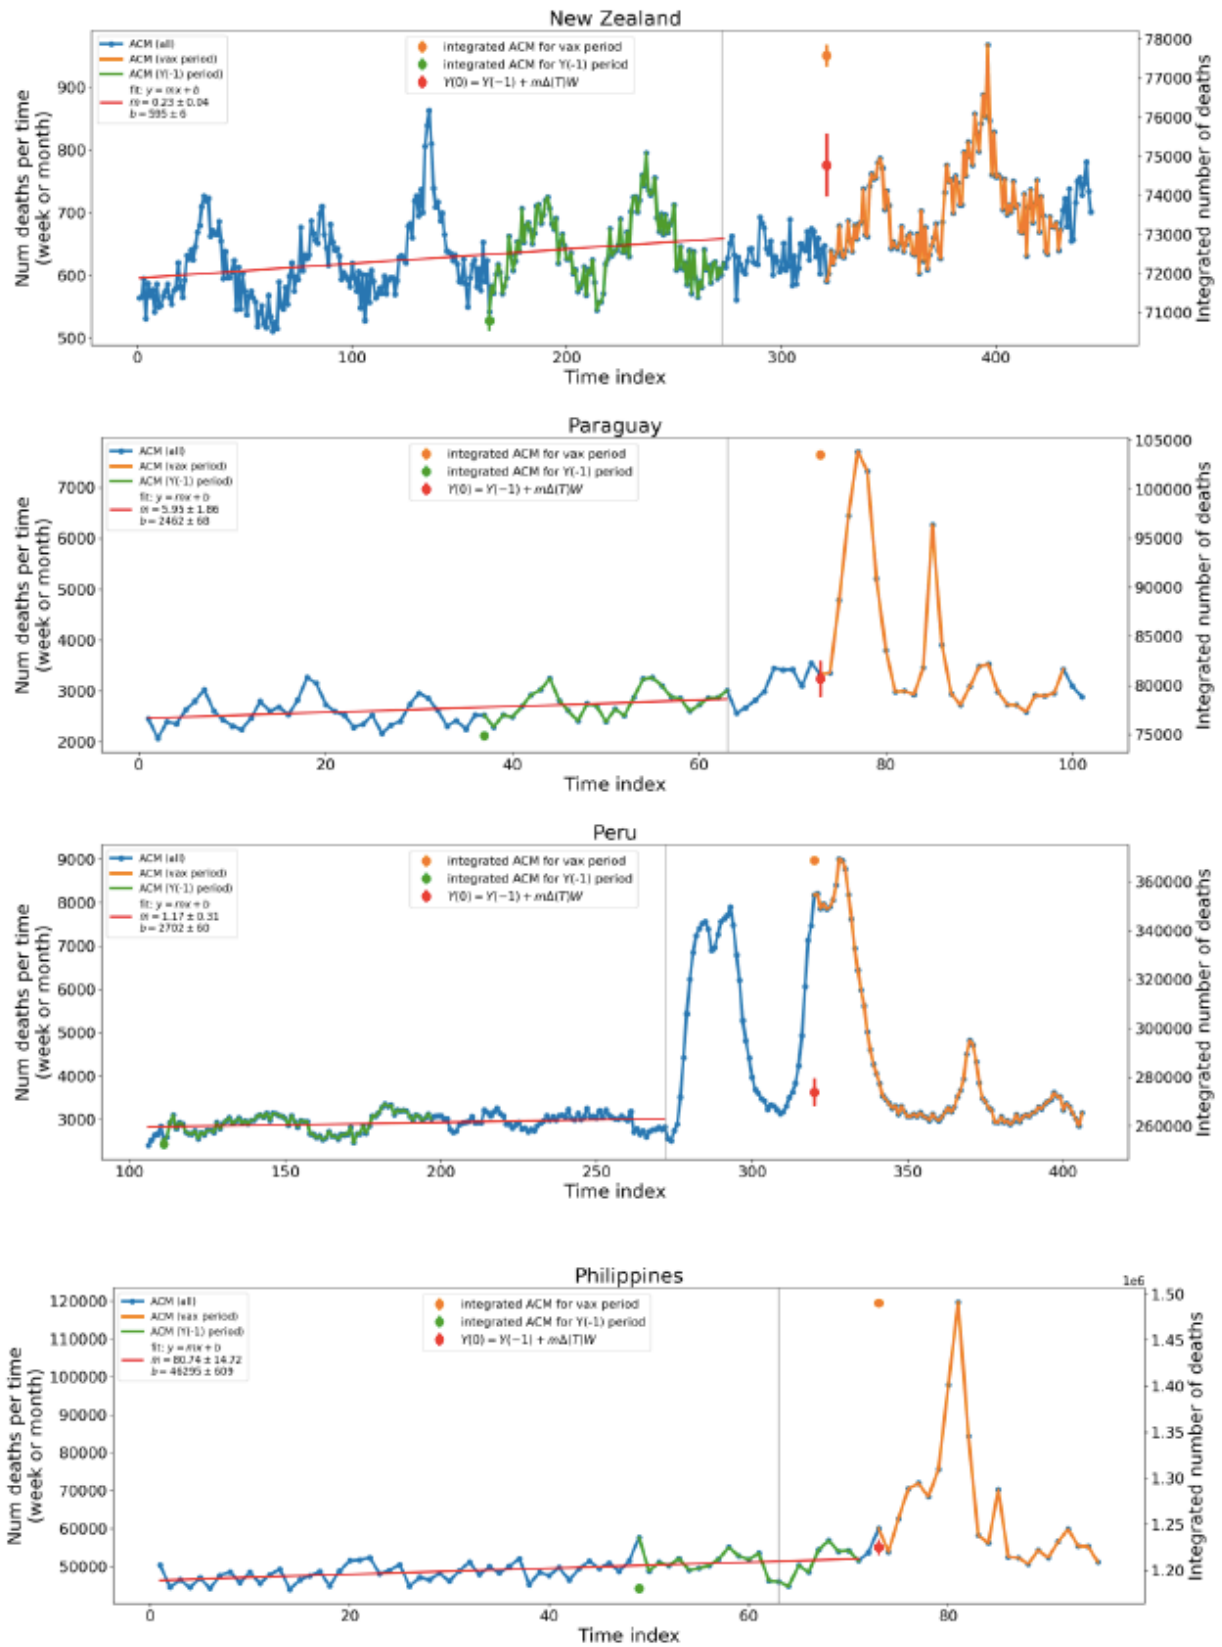 New Zealand
ACM (all)
ACM (vax period)
ACM (Y(-1) period)
fit: y = mx + b
m = 0.23 ± 0.04
b = 595 ± 6
integrated ACM for vax period
integrated ACM for Y(-1) period
Y(0) = Y(−1) + mΔ(T)W
Num deaths per time
(week or month)
900
800
700
600
500
78000
77000
76000
75000
74000
73000
72000
71000
Integrated number of deaths
0 100 200 300 400
Time index
Paraguay
ACM (all)
ACM (vax period)
ACM (Y(-1) period)
fit: y = mx + b
m = 5.95 ± 1.86
b = 2462 ± 68
integrated ACM for vax period
integrated ACM for Y(-1) period
Y(0) = Y(−1) + mΔ(T)W
Num deaths per time
(week or month)
7000
6000
5000
4000
3000
2000
105000
100000
95000
90000
85000
80000
75000
Integrated number of deaths
0 20 40 60 80 100
Time index
Peru
ACM (all)
ACM (vax period)
ACM (Y(-1) period)
fit: y = mx + b
m = 1.17 ± 0.31
b = 2702 ± 60
integrated ACM for vax period
integrated ACM for Y(-1) period
Y(0) = Y(−1) + mΔ(T)W
Num deaths per time
(week or month)
9000
8000
7000
6000
5000
4000
3000
360000
340000
320000
300000
280000
260000
Integrated number of deaths
100 150 200 250 300 350 400
Time index
Philippines
1e6
ACM (all)
ACM (vax period)
ACM (Y(-1) period)
fit: y = mx + b
m = 80.74 ± 14.72
b = 46295 ± 609
integrated ACM for vax period
integrated ACM for Y(-1) period
Y(0) = Y(−1) + mΔ(T)W
Num deaths per time
(week or month)
120000
110000
100000
90000
80000
70000
60000
50000
1.50
1.45
1.40
1.35
1.30
1.25
1.20
Integrated number of deaths
0 20 40 60 80
Time index